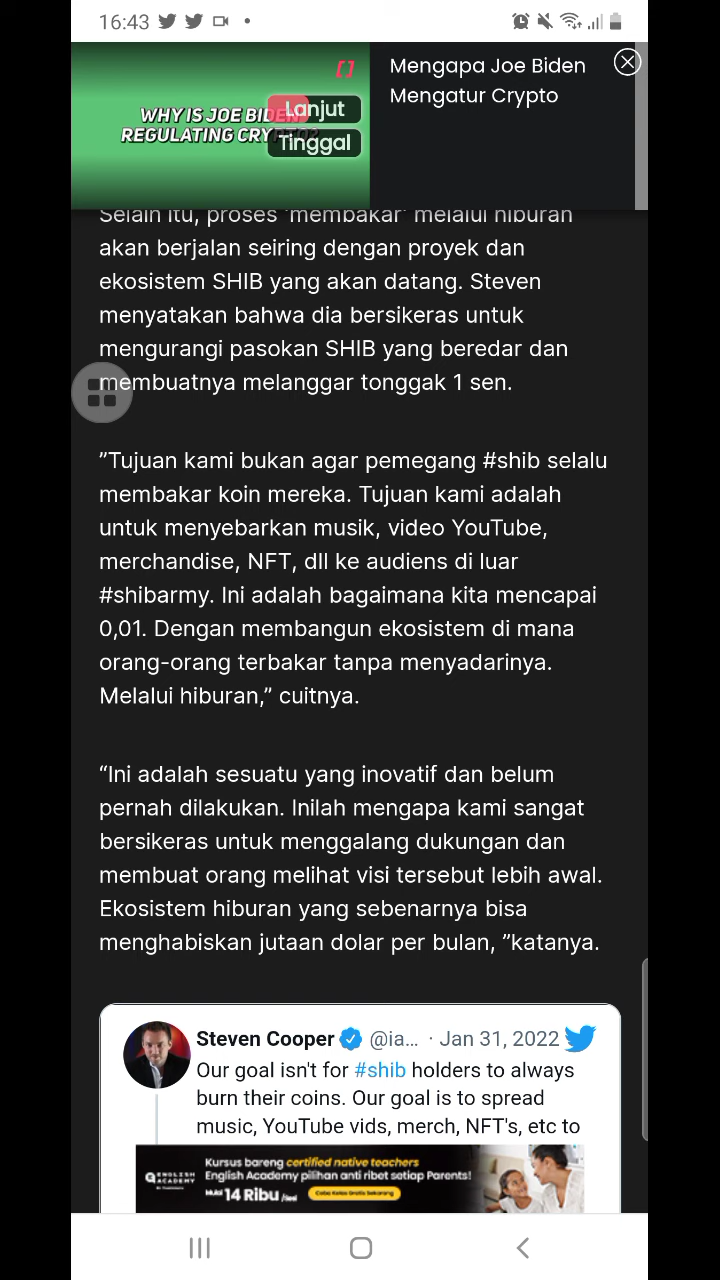 16:43
[]
WHY IS JOE BIDEN
REGULATING CRYPTO?
Lanjut
Tinggal
Mengapa Joe Biden
Mengatur Crypto
Selain itu, proses 'membakar' melalui hiburan
akan berjalan seiring dengan proyek dan
ekosistem SHIB yang akan datang. Steven
menyatakan bahwa dia bersikeras untuk
mengurangi pasokan SHIB yang beredar dan
membuatnya melanggar tonggak 1 sen.
”Tujuan kami bukan agar pemegang #shib selalu
membakar koin mereka. Tujuan kami adalah
untuk menyebarkan musik, video YouTube,
merchandise, NFT, dll ke audiens di luar
#shibarmy. Ini adalah bagaimana kita mencapai
0,01. Dengan membangun ekosistem di mana
orang-orang terbakar tanpa menyadarinya.
Melalui hiburan,” cuitnya.
“Ini adalah sesuatu yang inovatif dan belum
pernah dilakukan. Inilah mengapa kami sangat
bersikeras untuk menggalang dukungan dan
membuat orang melihat visi tersebut lebih awal.
Ekosistem hiburan yang sebenarnya bisa
menghabiskan jutaan dolar per bulan, ”katanya.
Steven Cooper @ia... · Jan 31, 2022
Our goal isn't for #shib holders to always
burn their coins. Our goal is to spread
music, YouTube vids, merch, NFT's, etc to
ENGLISH
ACADEMY
Kursus bareng certified native teachers
English Academy pilihan anti ribet setiap Parents!
Mulai 14 Ribu /sesi
Coba Kelas Gratis Sekarang